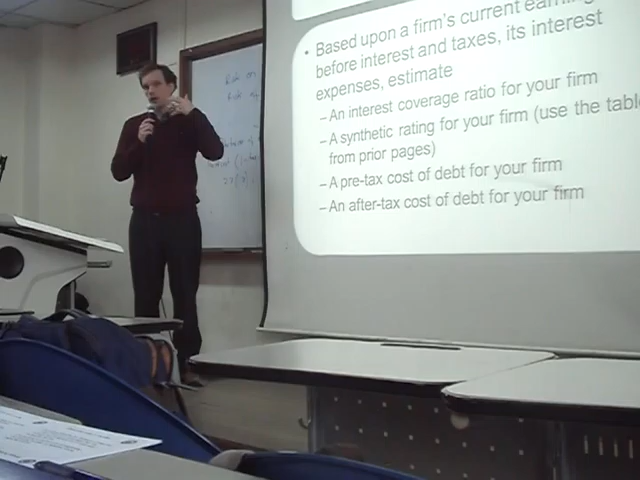 • Based upon a firm's current earning
before interest and taxes, its interest
expenses, estimate
– An interest coverage ratio for your firm
– A synthetic rating for your firm (use the table
from prior pages)
– A pre-tax cost of debt for your firm
– An after-tax cost of debt for your firm